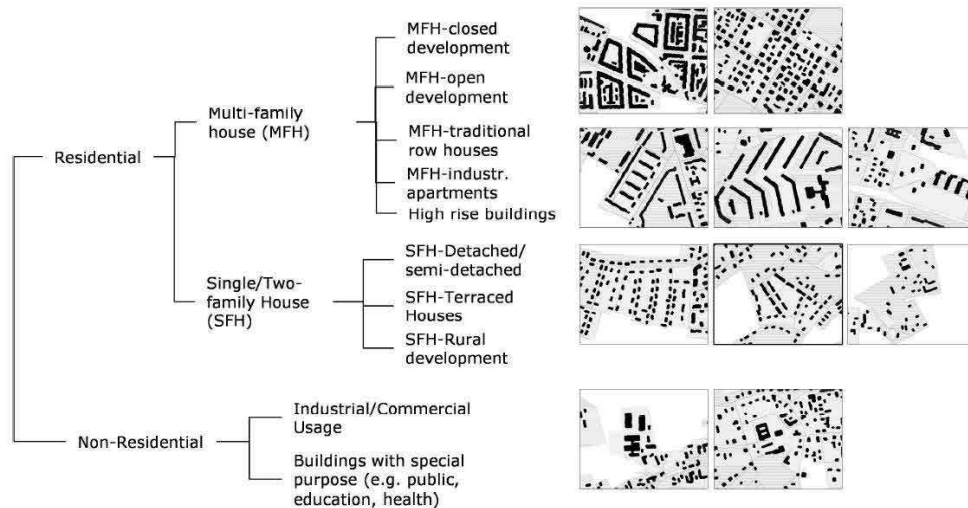 MFH-closed
development
MFH-open
development
Multi-family
house (MFH)
MFH-traditional
row houses
Residential
MFH-industr.
apartments
High rise buildings
SFH-Detached/
semi-detached
Single/Two-
family House
(SFH)
SFH-Terraced
Houses
SFH-Rural
development
Industrial/Commercial
Usage
Non-Residential
Buildings with special
purpose (e.g. public,
education, health)